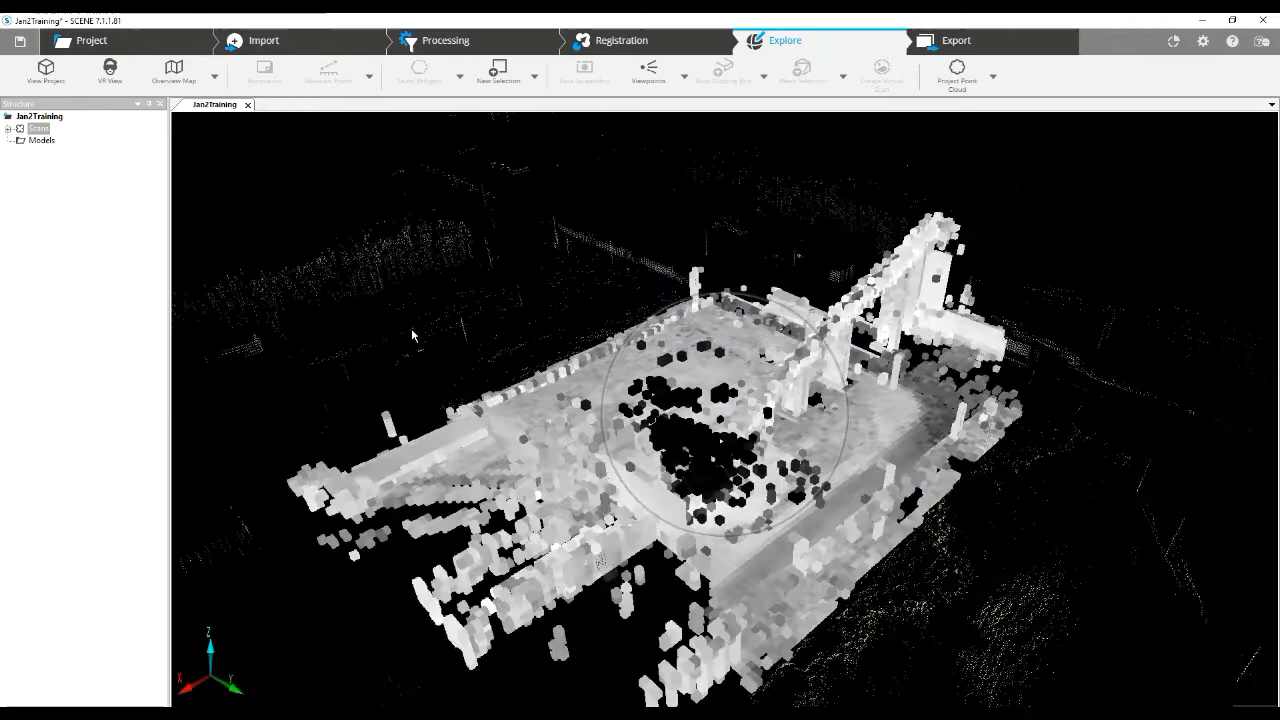 Jan2Training* - SCENE 7.1.1.81
Project
Import
Processing
Registration
Explore
Export
View Project
VR View
Overview Map
Annotation
Measure Points
Select Polygon
New Selection
Save Screenshot
Viewpoints
Auto Clipping Box
Mesh Selection
Create Virtual
Scan
Project Point
Cloud
Structure
Jan2Training
Jan2Training
Scans
Models
Z
X
Y